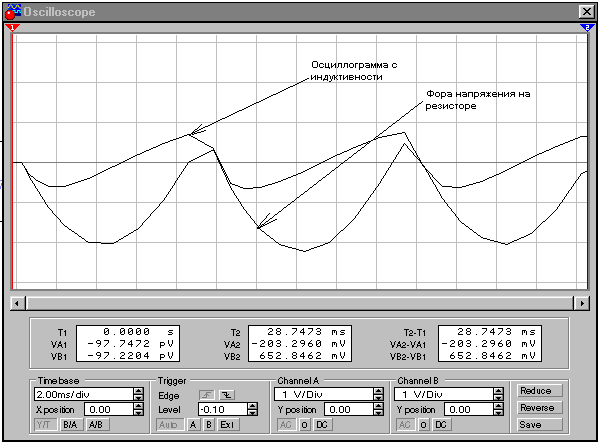 Oscilloscope
1
2
Осциллограмма с
индуктивности
Фора напряжения на
резисторе
T1 0.0000 s T2 28.7473 ms T2-T1 28.7473 ms
VA1 -97.7472 pV VA2 -203.2960 mV VA2-VA1 -203.2960 mV
VB1 -97.2204 pV VB2 652.8462 mV VB2-VB1 652.8462 mV
Time base Trigger Channel A Channel B
2.00ms/div Edge 1 V/Div 1 V/Div Reduce
X position 0.00 Level -0.10 Y position 0.00 Y position 0.00 Reverse
Y/T B/A A/B Auto A B Ext AC 0 DC AC 0 DC Save